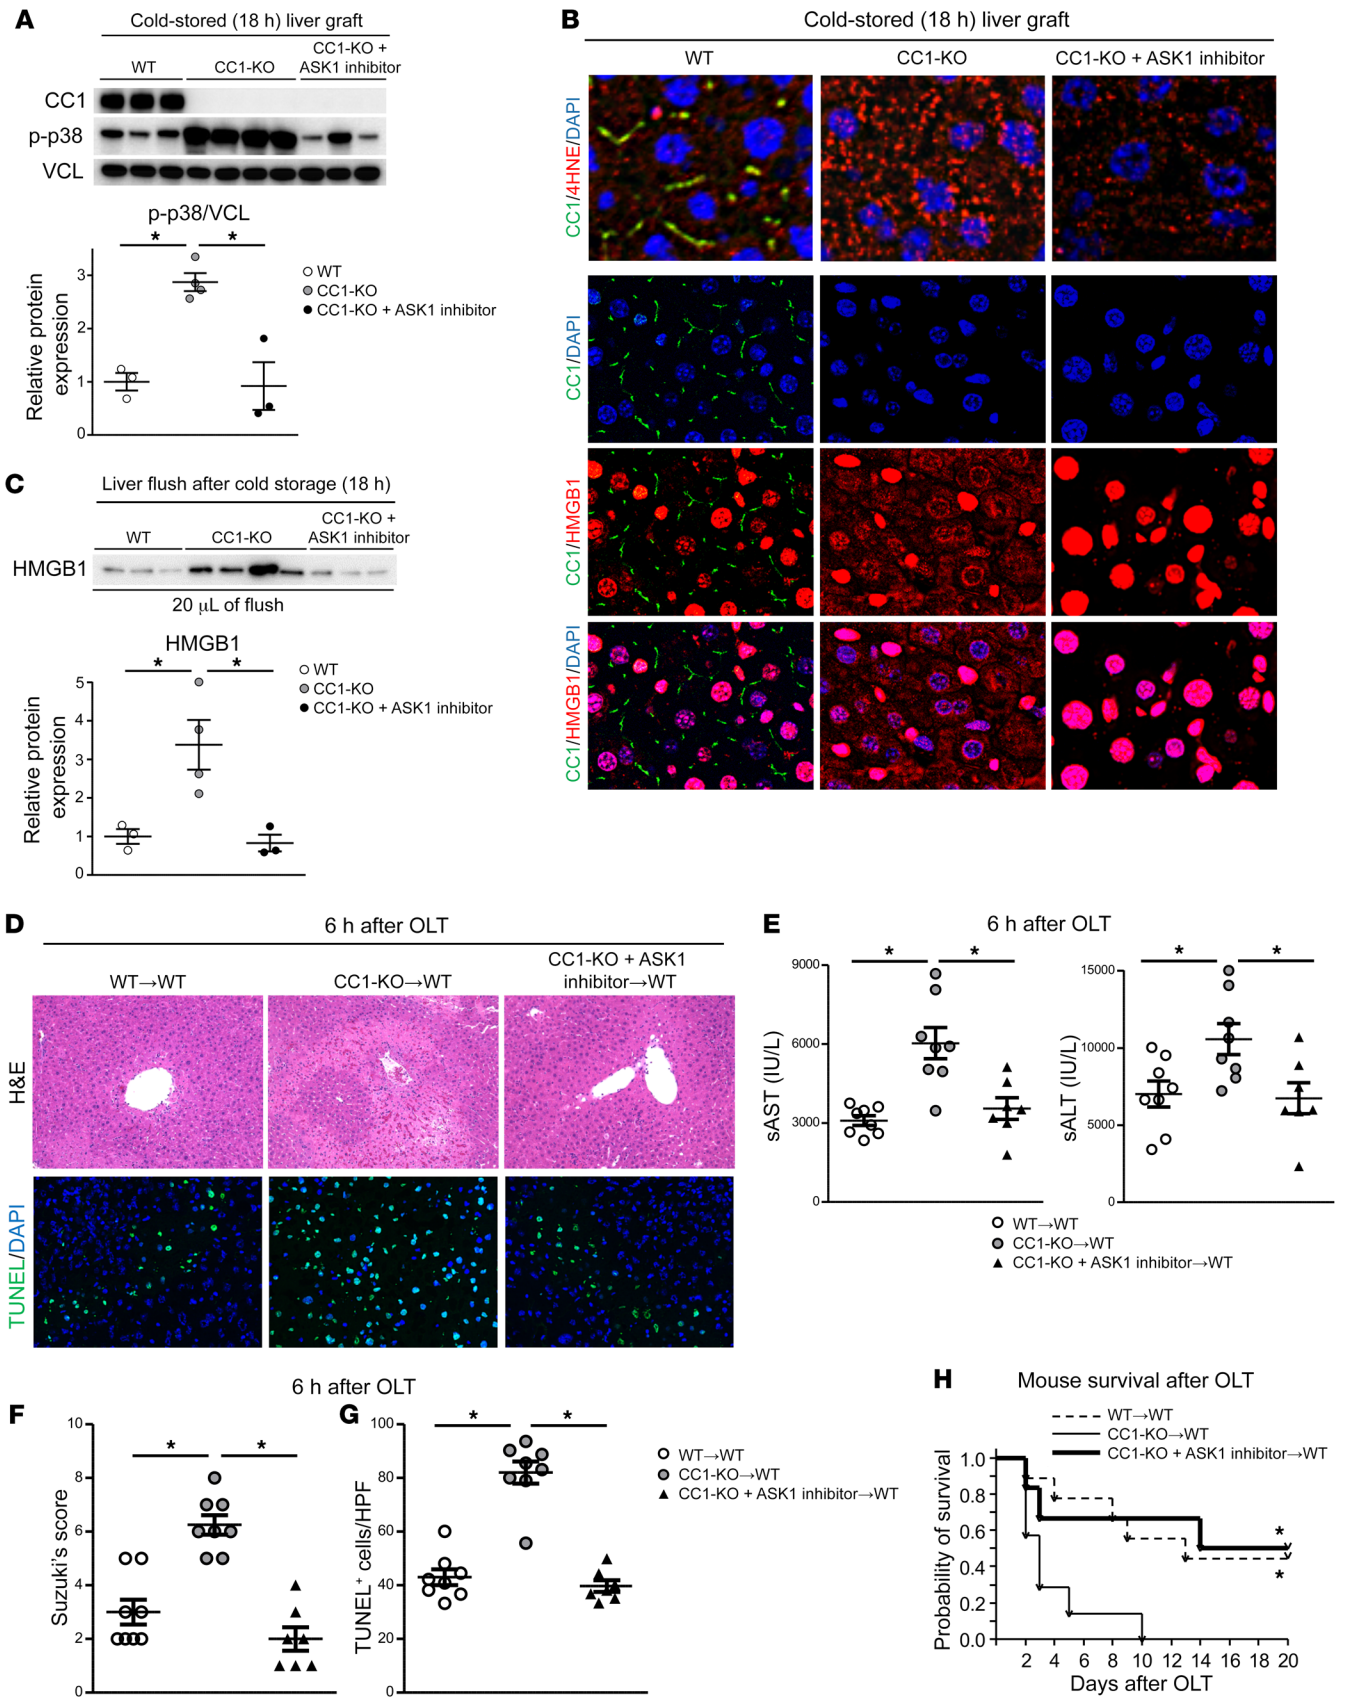 A
Cold-stored (18 h) liver graft
WT
CC1-KO
CC1-KO +
ASK1 inhibitor
CC1
p-p38
VCL
p-p38/VCL
*
*
Relative protein
expression
3
2
1
0
WT
CC1-KO
CC1-KO + ASK1 inhibitor
B
Cold-stored (18 h) liver graft
WT
CC1-KO
CC1-KO + ASK1 inhibitor
CC1/4HNE/DAPI
CC1/DAPI
CC1/HMGB1
CC1/HMGB1/DAPI
C
Liver flush after cold storage (18 h)
WT
CC1-KO
CC1-KO +
ASK1 inhibitor
HMGB1
20 μL of flush
HMGB1
*
*
Relative protein
expression
5
4
3
2
1
0
WT
CC1-KO
CC1-KO + ASK1 inhibitor
D
6 h after OLT
WT→WT
CC1-KO→WT
CC1-KO + ASK1
inhibitor→WT
H&E
TUNEL/DAPI
E
6 h after OLT
*
*
sAST (IU/L)
9000
6000
3000
0
*
*
sALT (IU/L)
15000
10000
5000
0
WT→WT
CC1-KO→WT
CC1-KO + ASK1 inhibitor→WT
6 h after OLT
F
*
*
Suzuki's score
10
8
6
4
2
0
G
*
*
TUNEL+ cells/HPF
100
80
60
40
20
0
WT→WT
CC1-KO→WT
CC1-KO + ASK1 inhibitor→WT
H
Mouse survival after OLT
WT→WT
CC1-KO→WT
CC1-KO + ASK1 inhibitor→WT
Probability of survival
1.0
0.8
0.6
0.4
0.2
0.0
*
*
2 4 6 8 10 12 14 16 18 20
Days after OLT